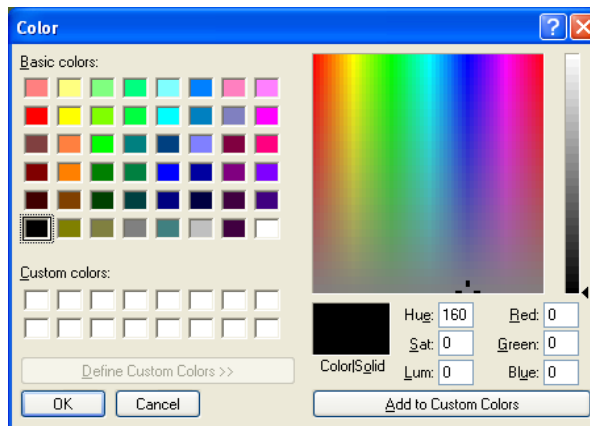 Color
?
Basic colors:
Custom colors:
Define Custom Colors >>
OK Cancel
Color|Solid
Hue: 160 Red: 0
Sat: 0 Green: 0
Lum: 0 Blue: 0
Add to Custom Colors